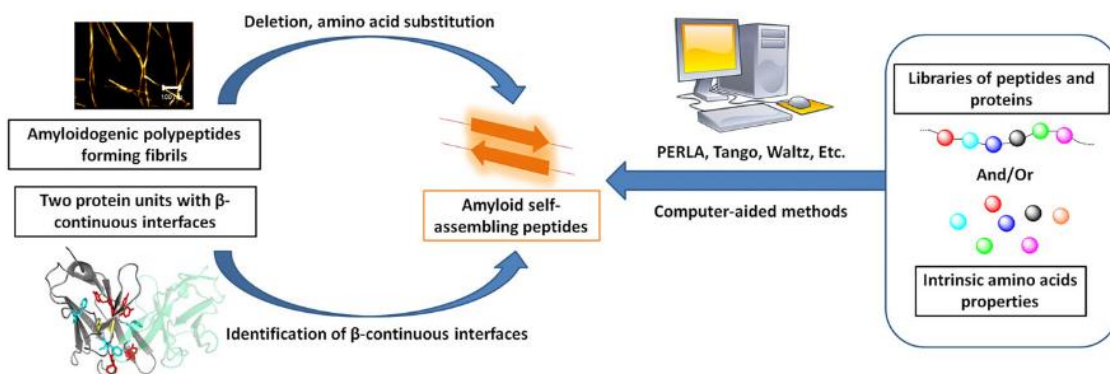 Deletion, amino acid substitution
Amyloidogenic polypeptides
forming fibrils
Two protein units with β-
continuous interfaces
Identification of β-continuous interfaces
Amyloid self-
assembling peptides
PERLA, Tango, Waltz, Etc.
Computer-aided methods
Libraries of peptides and
proteins
And/Or
Intrinsic amino acids
properties